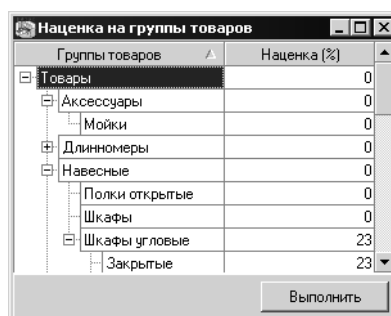 Наценка на группы товаров
Группы товаров Наценка (%)
Товары 0
Аксессуары 0
Мойки 0
Длинномеры 0
Навесные 0
Полки открытые 0
Шкафы 0
Шкафы угловые 23
Закрытые 23
Выполнить